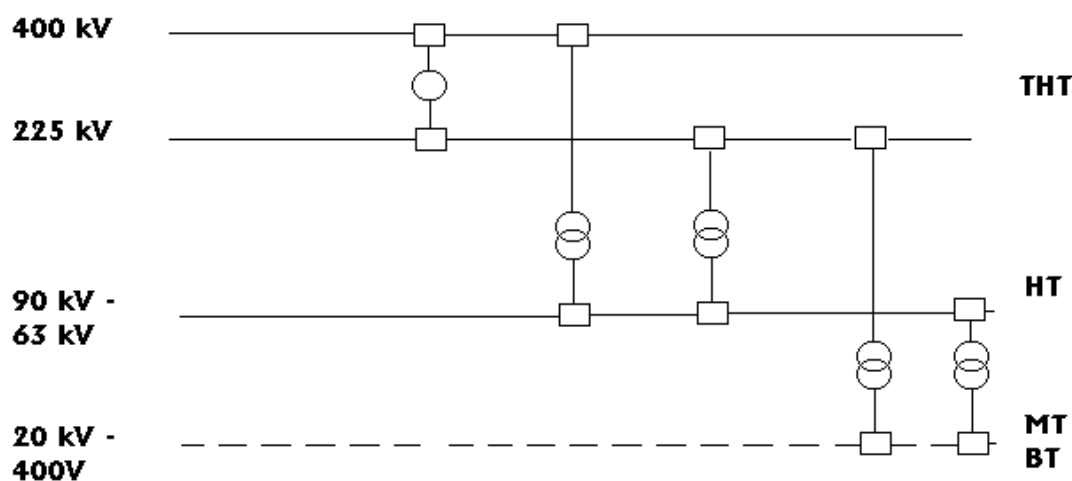 400 kV
THT
225 kV
HT
90 kV -
63 kV
MT
20 kV -
BT
400V